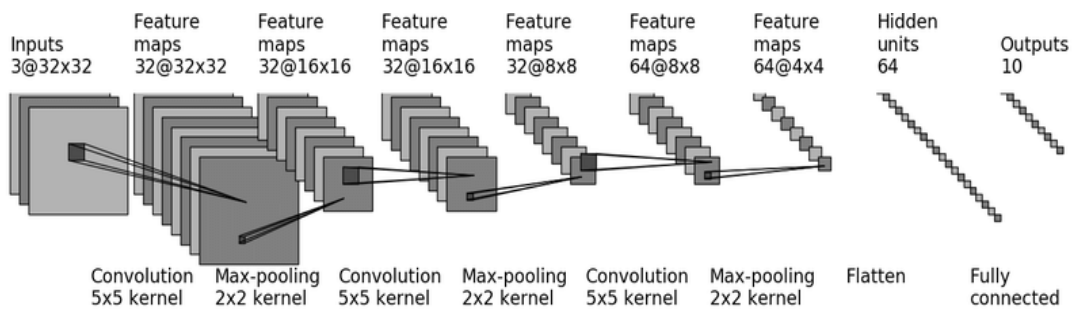 Inputs
3@32x32
Feature
maps
32@32x32
Feature
maps
32@16x16
Feature
maps
32@16x16
Feature
maps
32@8x8
Feature
maps
64@8x8
Feature
maps
64@4x4
Hidden
units
64
Outputs
10
Convolution
5x5 kernel
Max-pooling
2x2 kernel
Convolution
5x5 kernel
Max-pooling
2x2 kernel
Convolution
5x5 kernel
Max-pooling
2x2 kernel
Flatten
Fully
connected